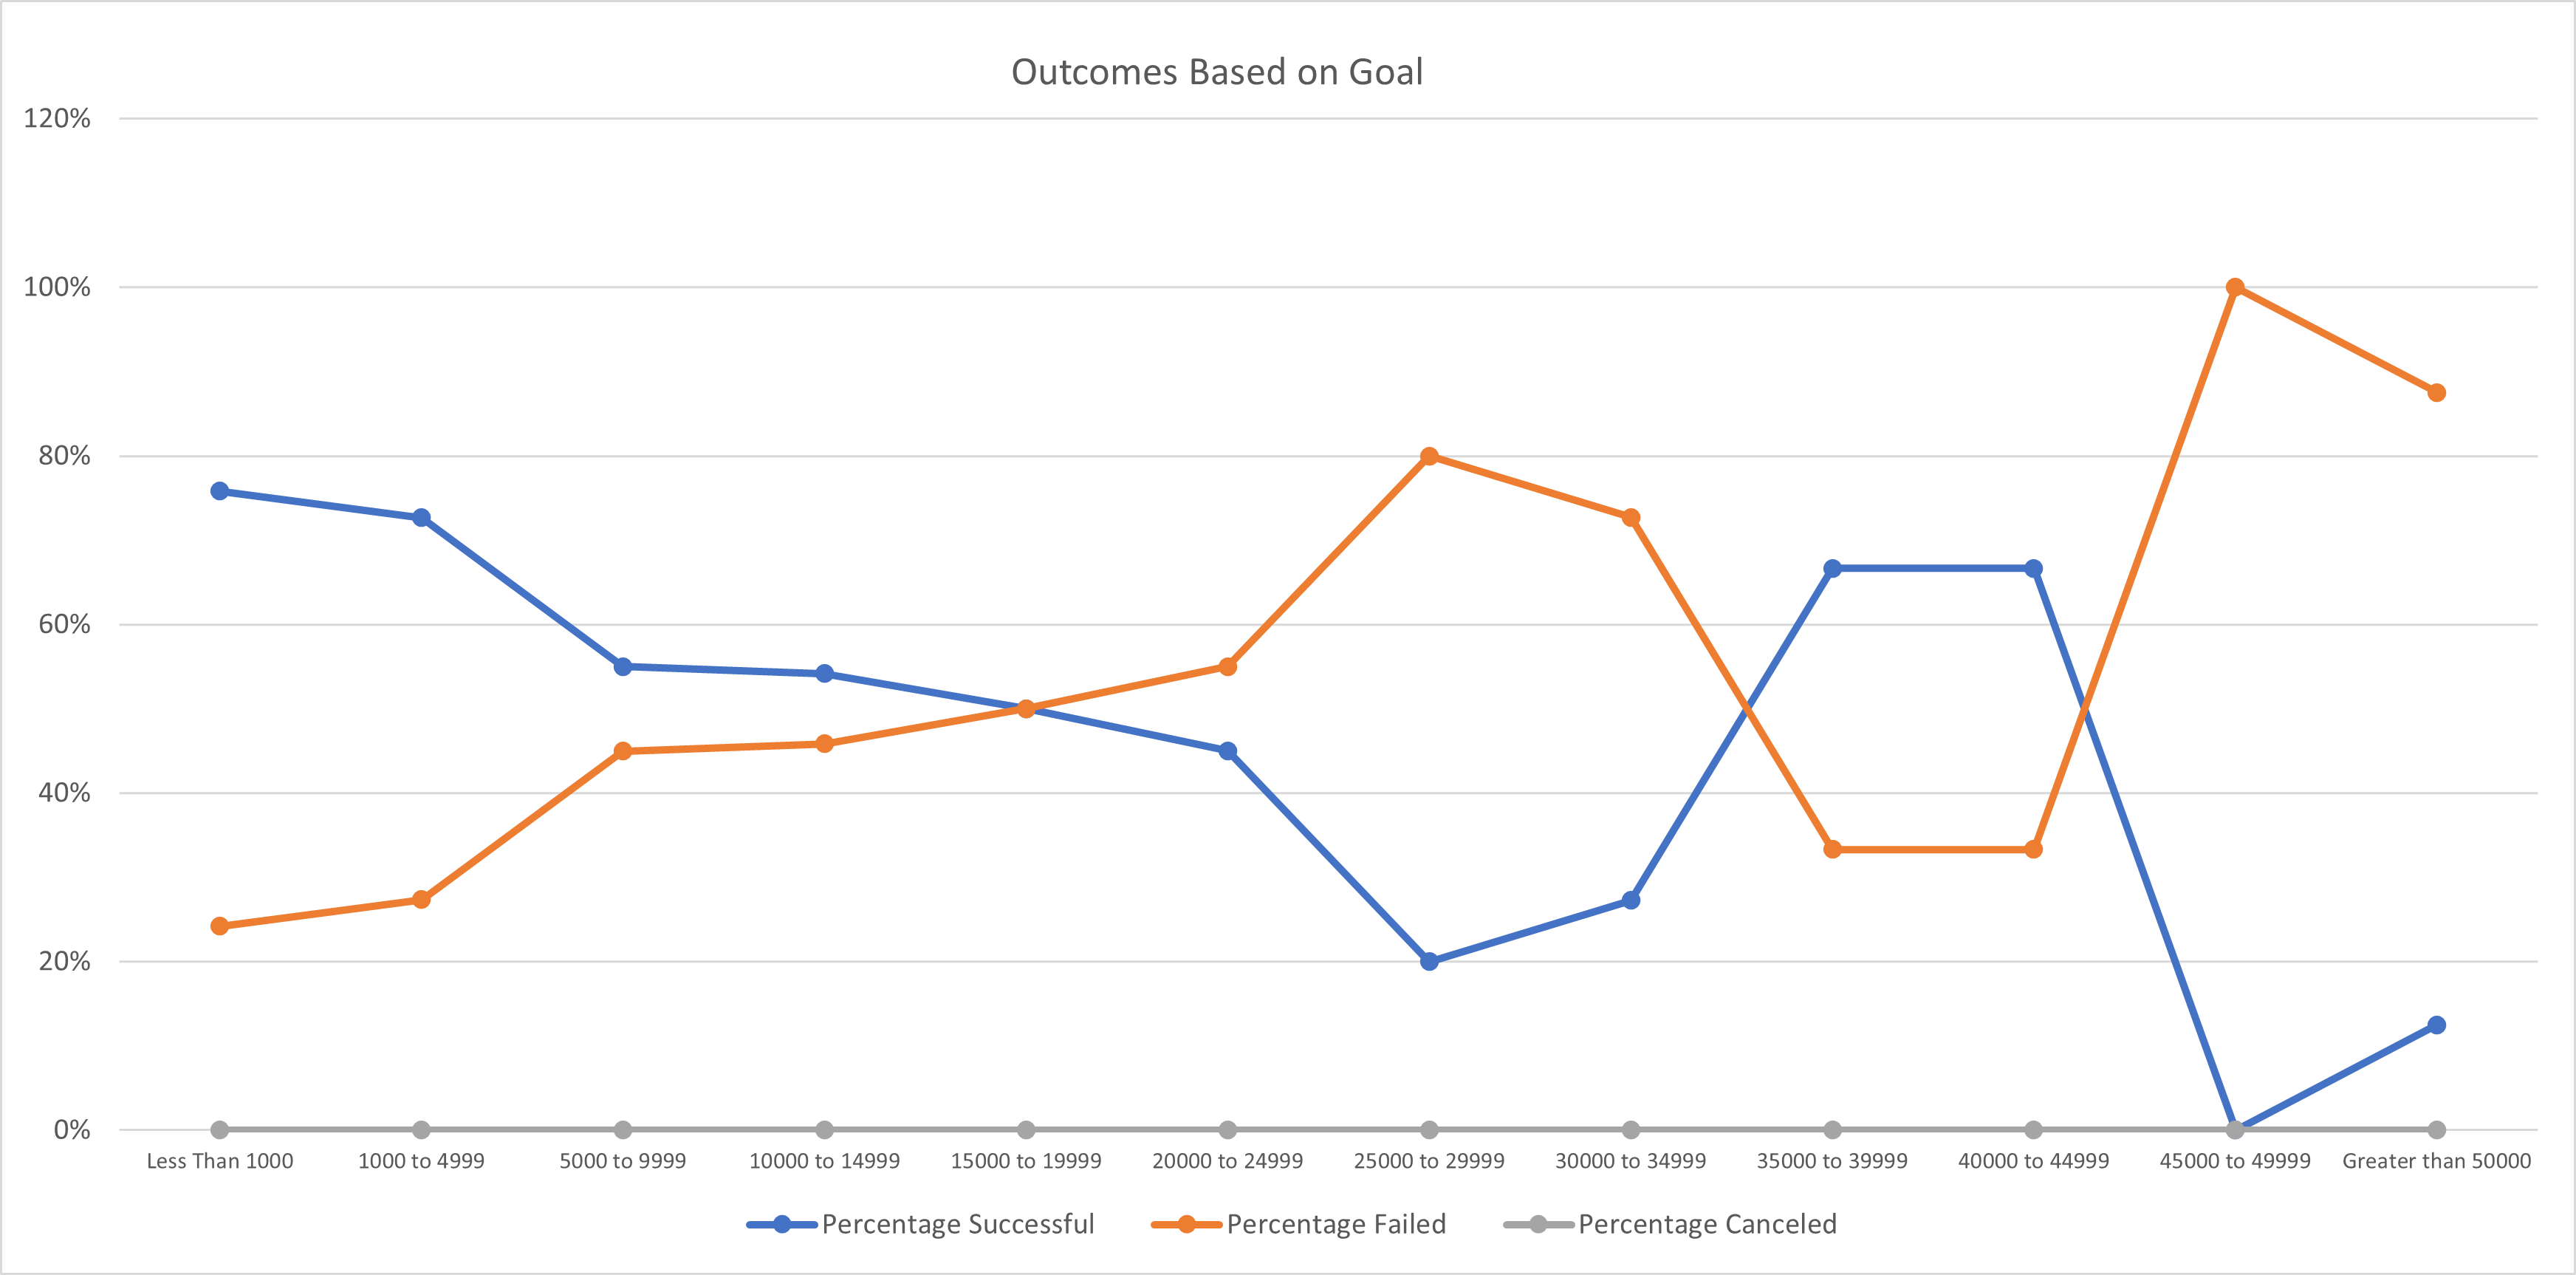 Outcomes Based on Goal
120%
100%
80%
60%
40%
20%
0%
Less Than 1000 1000 to 4999 5000 to 9999 10000 to 14999 15000 to 19999 20000 to 24999 25000 to 29999 30000 to 34999 35000 to 39999 40000 to 44999 45000 to 49999 Greater than 50000
Percentage Successful Percentage Failed Percentage Canceled